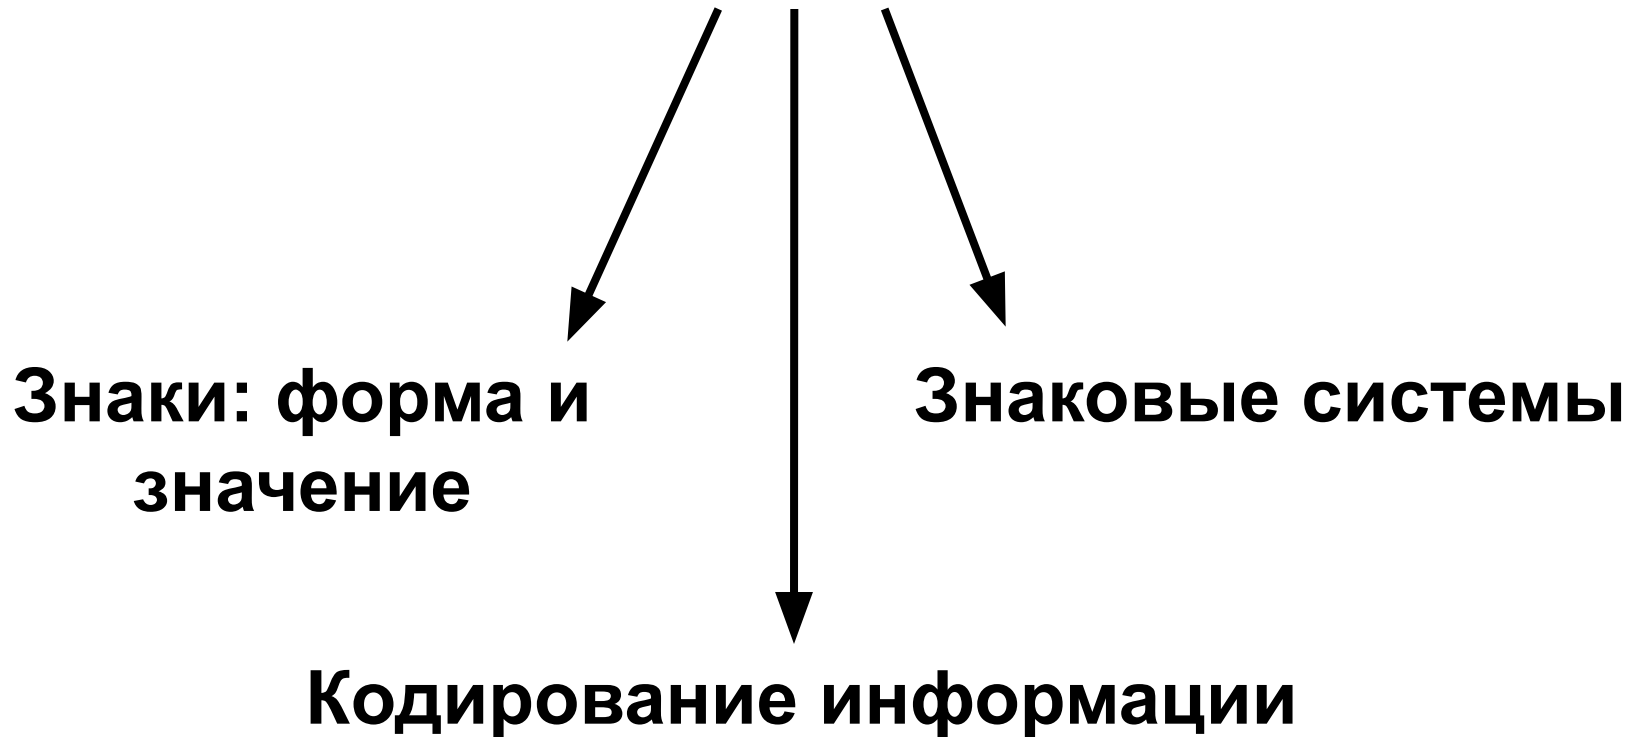 Знаки: форма и
значение
Знаковые системы
Кодирование информации